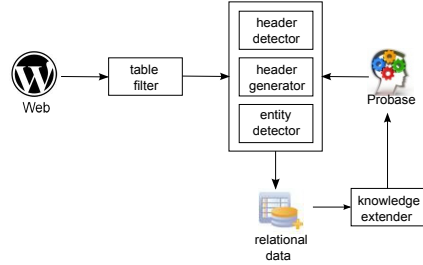 header
detector
table
filter
header
generator
Web
Probase
entity
detector
knowledge
extender
relational
data